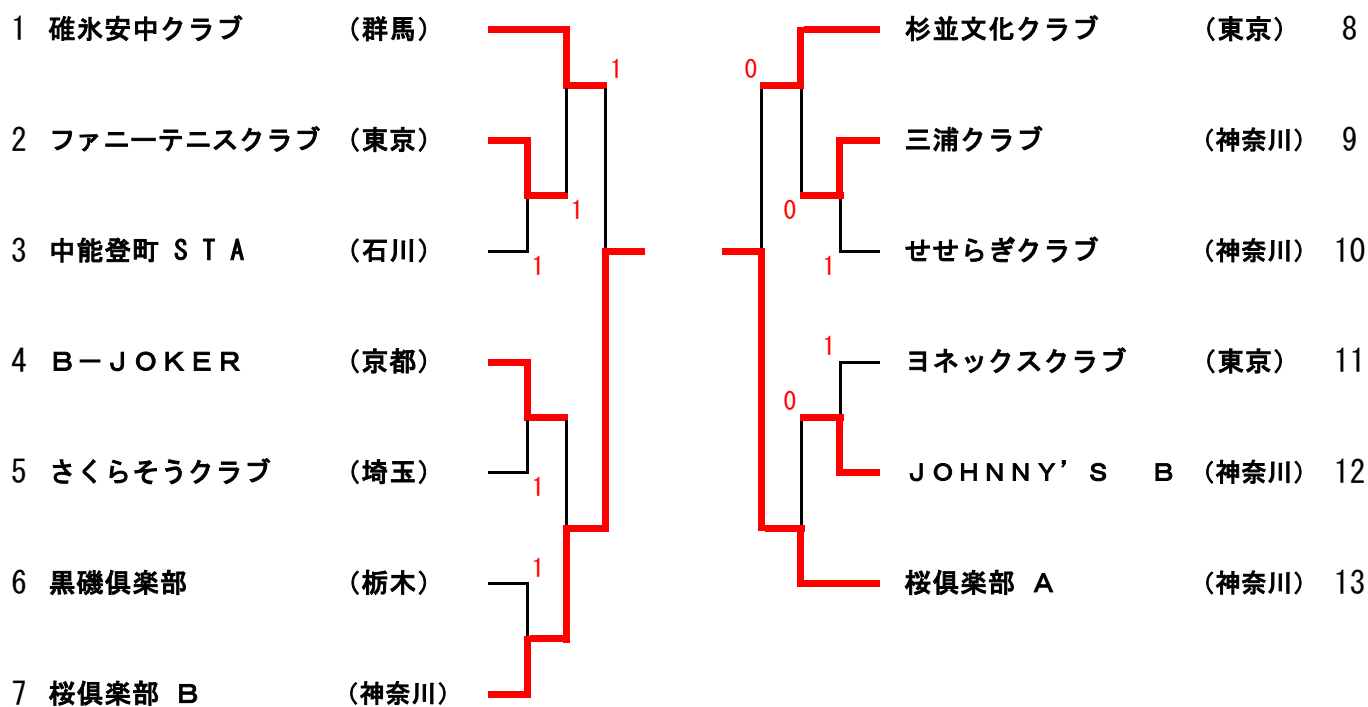 1 碓氷安中クラブ （群馬）
2 ファニーテニスクラブ （東京）
3 中能登町 ＳＴＡ （石川）
4 Ｂ－ＪＯＫＥＲ （京都）
5 さくらそうクラブ （埼玉）
6 黒磯倶楽部 （栃木）
7 桜倶楽部 Ｂ （神奈川）
1
1
1
1
1
杉並文化クラブ （東京） 8
三浦クラブ （神奈川） 9
せせらぎクラブ （神奈川） 10
ヨネックスクラブ （東京） 11
ＪＯＨＮＮＹ’Ｓ　Ｂ （神奈川） 12
桜倶楽部 Ａ （神奈川） 13
0
0
1
1
0